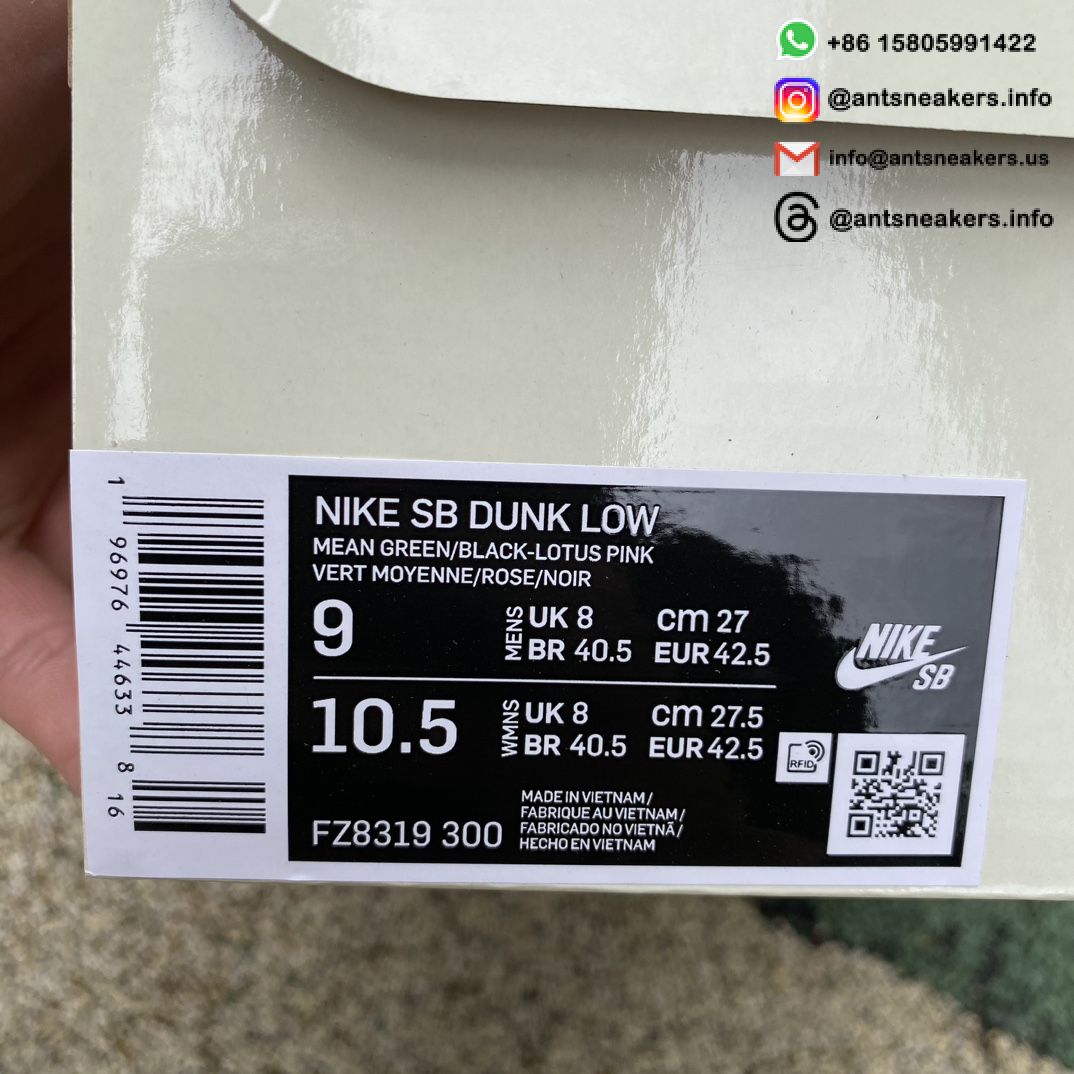 +86 15805991422
@antsneakers.info
info@antsneakers.us
@antsneakers.info
NIKE SB DUNK LOW
MEAN GREEN/BLACK-LOTUS PINK
VERT MOYENNE/ROSE/NOIR
9
MENS
UK 8 cm 27
BR 40.5 EUR 42.5
10.5
WMNS
UK 8 cm 27.5
BR 40.5 EUR 42.5
NIKE
SB
RFID
FZ8319 300
MADE IN VIETNAM/
FABRIQUE AU VIETNAM/
FABRICADO NO VIETNÃ/
HECHO EN VIETNAM
1 96976 44633 8 16